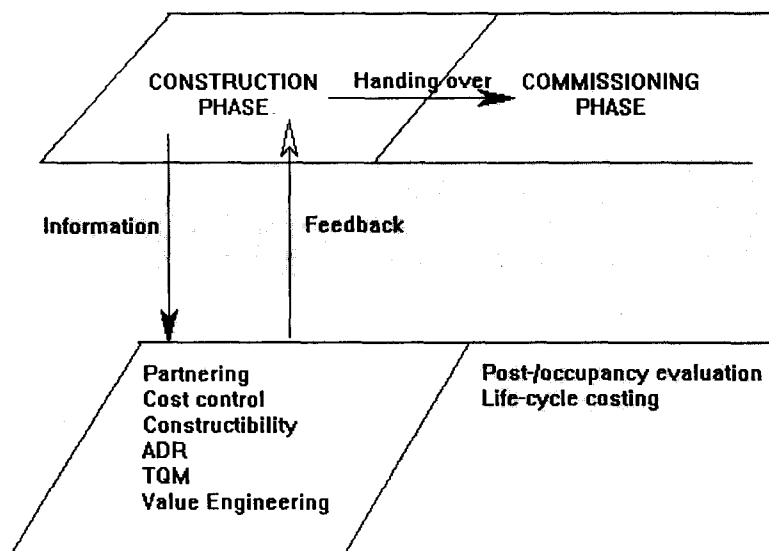 CONSTRUCTION
PHASE
Handing over
COMMISSIONING
PHASE
Information
Feedback
Partnering
Cost control
Constructibility
ADR
TQM
Value Engineering
Post-/occupancy evaluation
Life-cycle costing